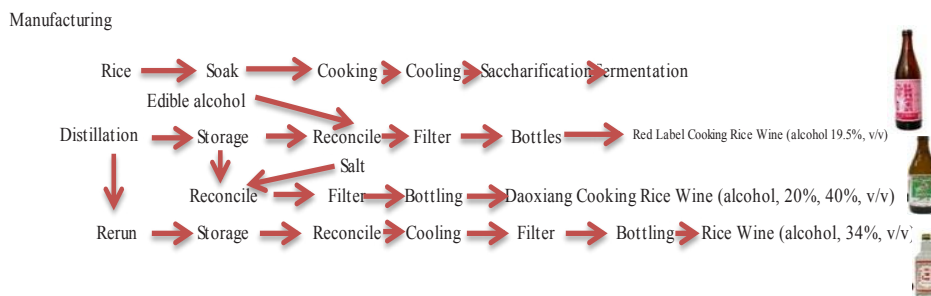 Manufacturing
Rice Soak Cooking Cooling Saccharification Fermentation
Edible alcohol
Distillation Storage Reconcile Filter Bottles Red Label Cooking Rice Wine (alcohol 19.5%, v/v)
Salt
Reconcile Filter Bottling Daoxiang Cooking Rice Wine (alcohol, 20%, 40%, v/v)
Rerun Storage Reconcile Cooling Filter Bottling Rice Wine (alcohol, 34%, v/v)